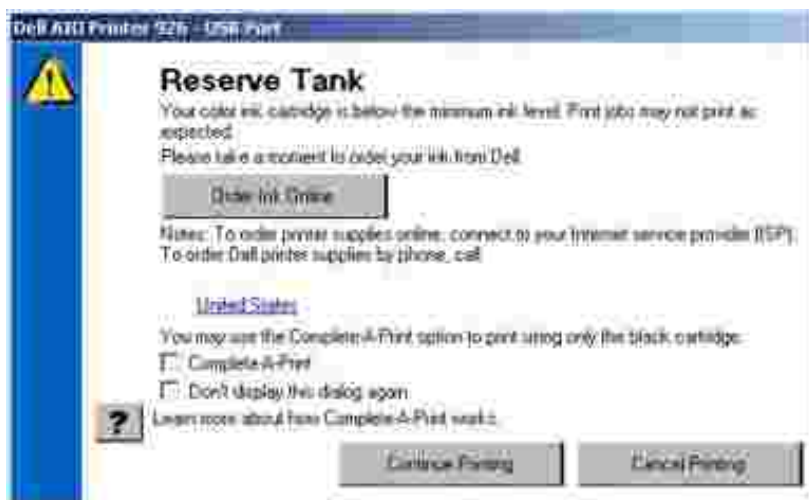 Dell AIO Printer 926 - USB Port
Reserve Tank
Your color ink cartridge is below the minimum ink level. Print jobs may not print as
expected.
Please take a moment to order your ink from Dell.
Order Ink Online
Notes: To order printer supplies online, connect to your Internet service provider (ISP).
To order Dell printer supplies by phone, call
United States
You may use the Complete-A-Print option to print using only the black cartridge.
Complete-A-Print
Don't display this dialog again
? Learn more about how Complete-A-Print works.
Continue Printing Cancel Printing